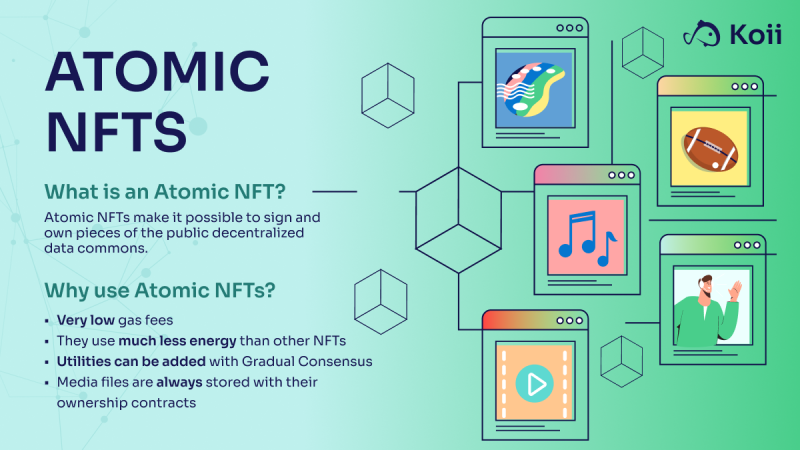 Koii
ATOMIC
NFTS
What is an Atomic NFT?
Atomic NFTs make it possible to sign and
own pieces of the public decentralized
data commons.
Why use Atomic NFTs?
• Very low gas fees
• They use much less energy than other NFTs
• Utilities can be added with Gradual Consensus
• Media files are always stored with their
ownership contracts